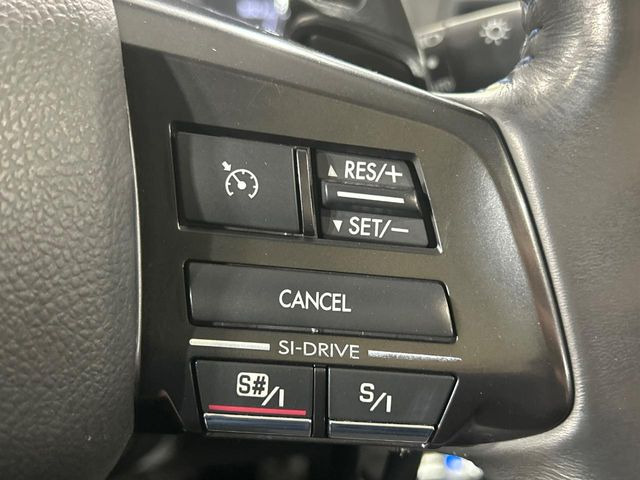 ▲ RES/+
▼ SET/−
CANCEL
SI-DRIVE
S#/I
S/I